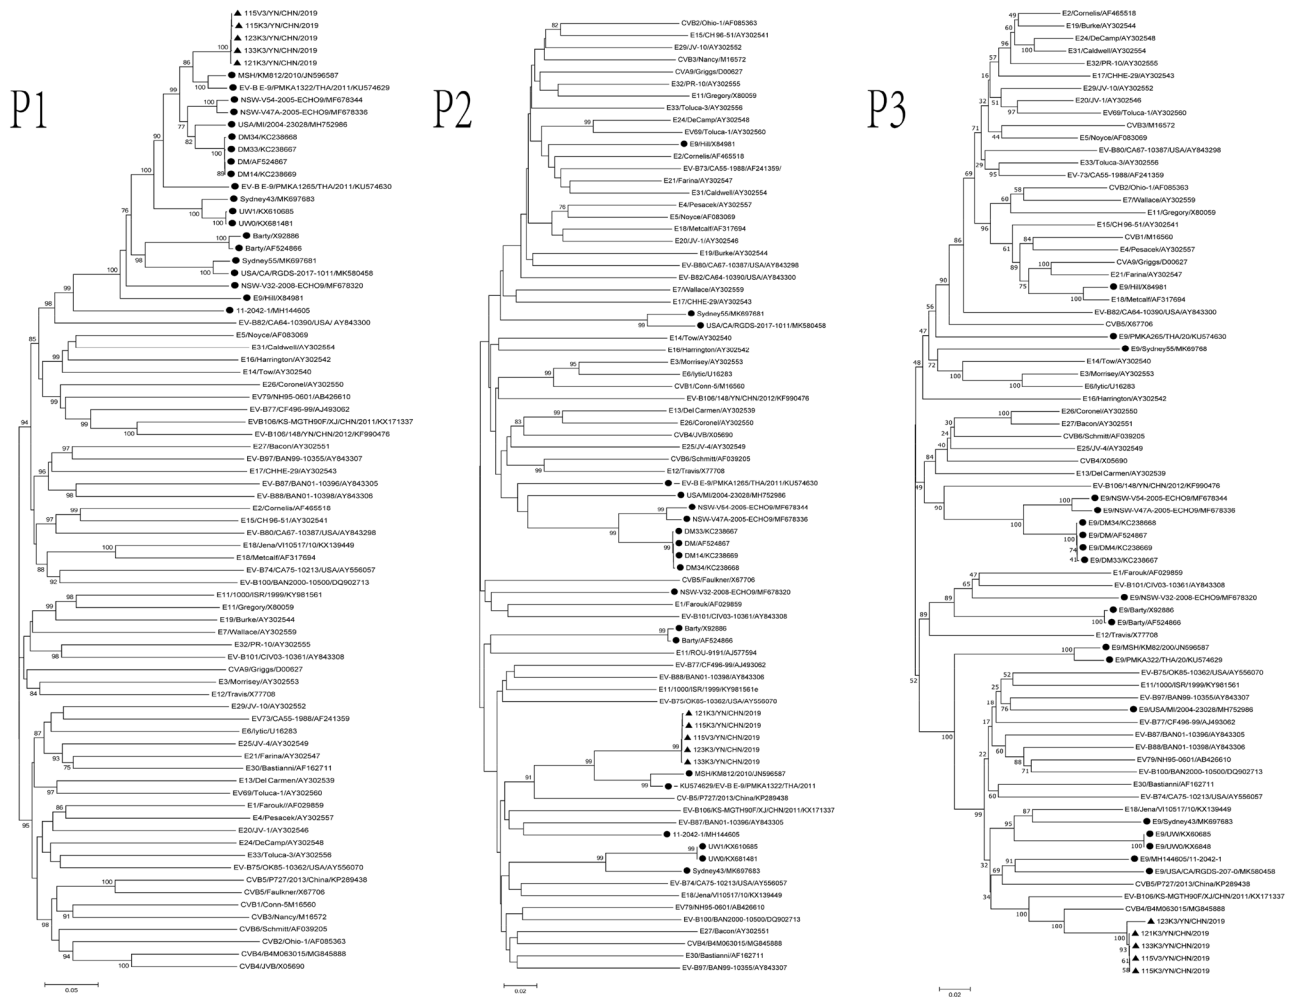 P1
115V3/YN/CHN/2019
115K3/YN/CHN/2019
123K3/YN/CHN/2019
133K3/YN/CHN/2019
121K3/YN/CHN/2019
MSH/KM812/2010/JN596587
EV-B E-9/PMKA1322/THA/2011/KU574629
NSW-V54-2005-ECHO9/MF678344
NSW-V47A-2005-ECHO9/MF678336
USA/MI/2004-23028/MH752986
DM34/KC238668
DM33/KC238667
DM/AF524867
DM14/KC238669
EV-B E-9/PMKA1265/THA/2011/KU574630
Sydney43/MK697683
UW1/KX610685
UW0/KX681481
Barty/X92886
Barty/AF524866
Sydney55/MK697681
USA/CA/RGDS-2017-1011/MK580458
NSW-V32-2008-ECHO9/MF678320
E9/Hill/X84981
11-2042-1/MH144605
EV-B82/CA64-10390/USA/ AY843300
E5/Noyce/AF083069
E31/Caldwell/AY302554
E16/Harrington/AY302542
E14/Tow/AY302540
E26/Coronel/AY302550
EV79/NH95-0601/AB426610
EV-B77/CF496-99/AJ493062
EVB106/KS-MGTH90F/XJ/CHN/2011/KX171337
EV-B106/148/YN/CHN/2012/KF990476
E27/Bacon/AY302551
EV-B97/BAN99-10355/AY843307
E17/CHHE-29/AY302543
EV-B87/BAN01-10396/AY843305
EV-B88/BAN01-10398/AY843306
E2/Cornelis/AF465518
E15/CH96-51/AY302541
EV-B80/CA67-10387/USA/AY843298
E18/Jena/VI10517/10/KX139449
E18/Metcalf/AF317694
EV-B74/CA75-10213/USA/AY556057
EV-B100/BAN2000-10500/DQ902713
E11/1000/ISR/1999/KY981561
E11/Gregory/X80059
E19/Burke/AY302544
E7/Wallace/AY302559
E32/PR-10/AY302555
EV-B101/CIV03-10361/AY843308
CVA9/Griggs/D00627
E3/Morrisey/AY302553
E12/Travis/X77708
E29/JV-10/AY302552
EV73/CA55-1988/AF241359
E6/lytic/U16283
E25/JV-4/AY302549
E21/Farina/AY302547
E30/Bastianni/AF162711
E13/Del Carmen/AY302539
EV69/Toluca-1/AY302560
E1/Farouk//AF029859
E4/Pesacek/AY302557
E20/JV-1/AY302546
E24/DeCamp/AY302548
E33/Toluca-3/AY302556
EV-B75/OK85-10362/USA/AY556070
CVB5/P727/2013/China/KP289438
CVB5/Faulkner/X67706
CVB1/Conn-5M16560
CVB3/Nancy/M16572
CVB6/Schmitt/AF039205
CVB2/Ohio-1/AF085363
CVB4/B4M063015/MG845888
CVB4/JVB/X05690
0.05
P2
CVB2/Ohio-1/AF085363
E15/CH 96-51/AY302541
E29/JV-10/AY302552
CVB3/Nancy/M16572
CVA9/Griggs/D00627
E32/PR-10/AY302555
E11/Gregory/X80059
E33/Toluca-3/AY302556
E24/DeCamp/AY302548
EV69/Toluca-1/AY302560
E9/Hill/X84981
E2/Cornelis/AF465518
EV-B73/CA55-1988/AF241359/
E21/Farina/AY302547
E31/Caldwell/AY302554
E4/Pesacek/AY302557
E5/Noyce/AF083069
E18/Metcalf/AF317694
E20/JV-1/AY302546
E19/Burke/AY302544
EV-B80/CA67-10387/USA/AY843298
EV-B82/CA64-10390/USA/AY843300
E7/Wallace/AY302559
E17/CHHE-29/AY302543
Sydney55/MK697681
USA/CA/RGDS-2017-1011/MK580458
E14/Tow/AY302540
E16/Harrington/AY302542
E3/Morrisey/AY302553
E6/lytic/U16283
CVB1/Conn-5/M16560
EV-B106/148/YN/CHN/2012/KF990476
E13/Del Carmen/AY302539
E26/Coronel/AY302550
CVB4/JVB/X05690
E25/JV-4/AY302549
CVB6/Schmitt/AF039205
E12/Travis/X77708
EV-B E-9/PMKA1265/THA/2011/KU574630
USA/MI/2004-23028/MH752986
NSW-V54-2005-ECHO9/MF678344
NSW-V47A-2005-ECHO9/MF678336
DM33/KC238667
DM/AF524867
DM14/KC238669
DM34/KC238668
CVB5/Faulkner/X67706
NSW-V32-2008-ECHO9/MF678320
E1/Farouk/AF029859
EV-B101/CIV03-10361/AY843308
Barty/X92886
Barty/AF524866
E11/ROU-9191/AJ577594
EV-B77/CF496-99/AJ493062
EV-B88/BAN01-10398/AY843306
E11/1000/ISR/1999/KY981561e
EV-B75/OK85-10362/USA/AY556070
121K3/YN/CHN/2019
115K3/YN/CHN/2019
115V3/YN/CHN/2019
123K3/YN/CHN/2019
133K3/YN/CHN/2019
MSH/KM812/2010/JN596587
KU574629/EV-B E-9/PMKA1322/THA/2011
CV-B5/P727/2013/China/KP289438
EV-B106/KS-MGTH90F/XJ/CHN/2011/KX171337
EV-B87/BAN01-10396/AY843305
11-2042-1/MH144605
UW1/KX610685
UW0/KX681481
Sydney43/MK697683
EV-B74/CA75-10213/USA/AY556057
E18/Jena/VI10517/10/KX139449
EV79/NH95-0601/AB426610
EV-B100/BAN2000-10500/DQ902713
E27/Bacon/AY302551
CVB4/B4M063015/MG845888
E30/Bastianni/AF162711
EV-B97/BAN99-10355/AY843307
0.02
P3
E2/Cornelis/AF465518
E19/Burke/AY302544
E24/DeCamp/AY302548
E31/Caldwell/AY302554
E32/PR-10/AY302555
E17/CHHE-29/AY302543
E29/JV-10/AY302552
E20/JV-1/AY302546
EV69/Toluca-1/AY302560
CVB3/M16572
E5/Noyce/AF083069
EV-B80/CA67-10387/USA/AY843298
E33/Toluca-3/AY302556
EV-73/CA55-1988/AF241359
CVB2/Ohio-1/AF085363
E7/Wallace/AY302559
E11/Gregory/X80059
E15/CH 96-51/AY302541
CVB1/M16560
E4/Pesacek/AY302557
CVA9/Griggs/D00627
E21/Farina/AY302547
E9/Hill/X84981
E18/Metcalf/AF317694
EV-B82/CA64-10390/USA/AY843300
CVB5/X67706
E9/PMKA265/THA/20/KU574630
E9/Sydney55/MK69768
E14/Tow/AY302540
E3/Morrisey/AY302553
E6/lytic/U16283
E16/Harrington/AY302542
E26/Coronel/AY302550
E27/Bacon/AY302551
CVB6/Schmitt/AF039205
E25/JV-4/AY302549
CVB4/X05690
E13/Del Carmen/AY302539
EV-B106/148/YN/CHN/2012/KF990476
E9/NSW-V54-2005-ECHO9/MF678344
E9/NSW-V47A-2005-ECHO9/MF678336
E9/DM34/KC238668
E9/DM/AF524867
E9/DM4/KC238669
E9/DM33/KC238667
E1/Farouk/AF029859
EV-B101/CIV03-10361/AY843308
E9/NSW-V32-2008-ECHO9/MF678320
E9/Barty/X92886
E9/Barty/AF524866
E12/Travis/X77708
E9/MSH/KM82/200/JN596587
E9/PMKA322/THA/20/KU574629
EV-B75/OK85-10362/USA/AY556070
E11/1000/ISR/1999/KY981561
EV-B97/BAN99-10355/AY843307
E9/USA/MI/2004-23028/MH752986
EV-B77/CF496-99/AJ493062
EV-B87/BAN01-10396/AY843305
EV-B88/BAN01-10398/AY843306
EV79/NH95-0601/AB426610
EV-B100/BAN2000-10500/DQ902713
E30/Bastianni/AF162711
EV-B74/CA75-10213/USA/AY556057
E18/Jena/VI10517/10/KX139449
E9/Sydney43/MK697683
E9/UW/KX60685
E9/UW0/KX6848
E9/MH144605/11-2042-1
E9/USA/CA/RGDS-207-0/MK580458
CVB5/P727/2013/China/KP289438
EV-B106/KS-MGTH90F/XJ/CHN/2011/KX171337
CVB4/B4M063015/MG845888
123K3/YN/CHN/2019
121K3/YN/CHN/2019
133K3/YN/CHN/2019
115V3/YN/CHN/2019
115K3/YN/CHN/2019
0.02